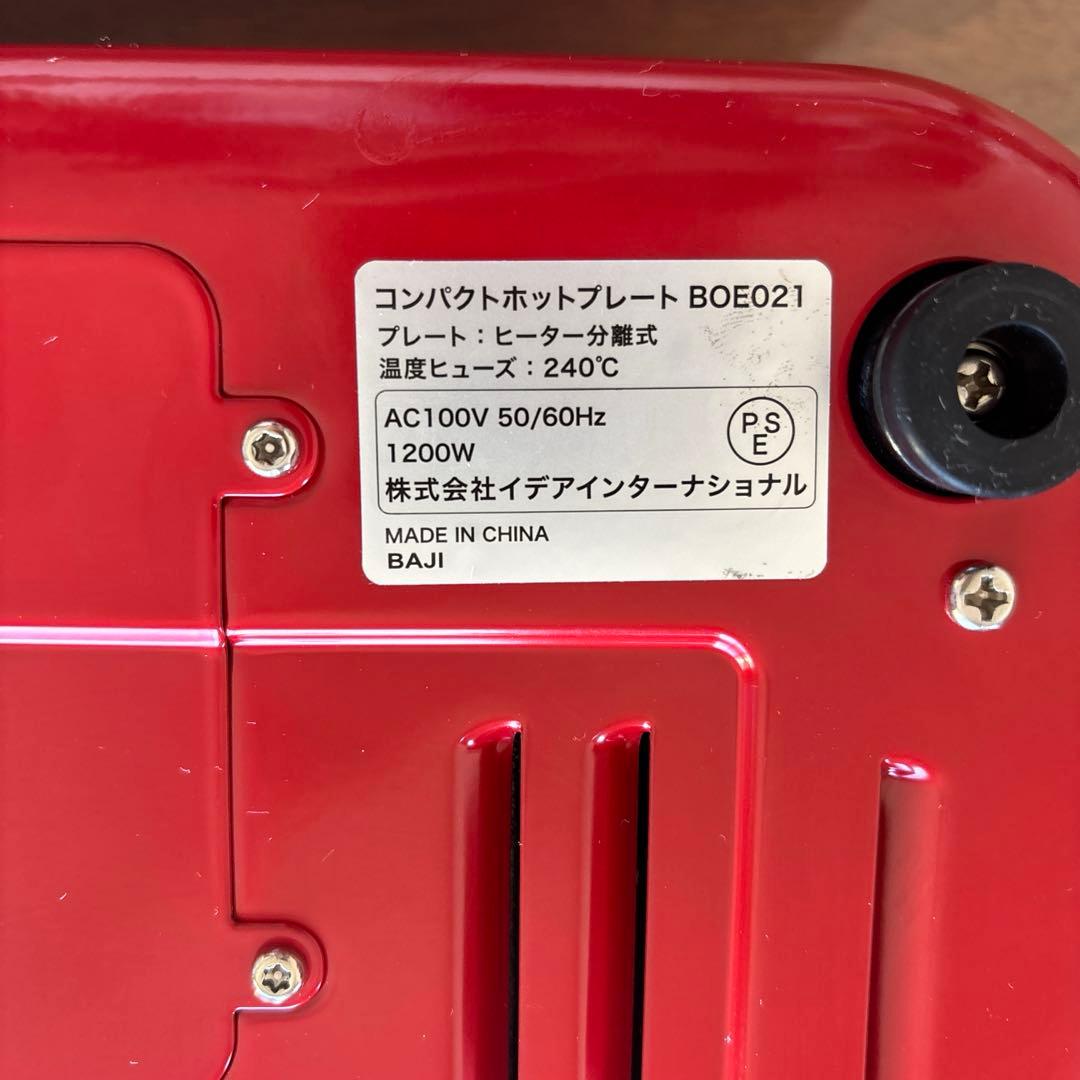 コンパクトホットプレート BOE021
プレート：ヒーター分離式
温度ヒューズ：240℃
AC100V 50/60Hz
1200W
PSE
株式会社イデアインターナショナル
MADE IN CHINA
BAJI